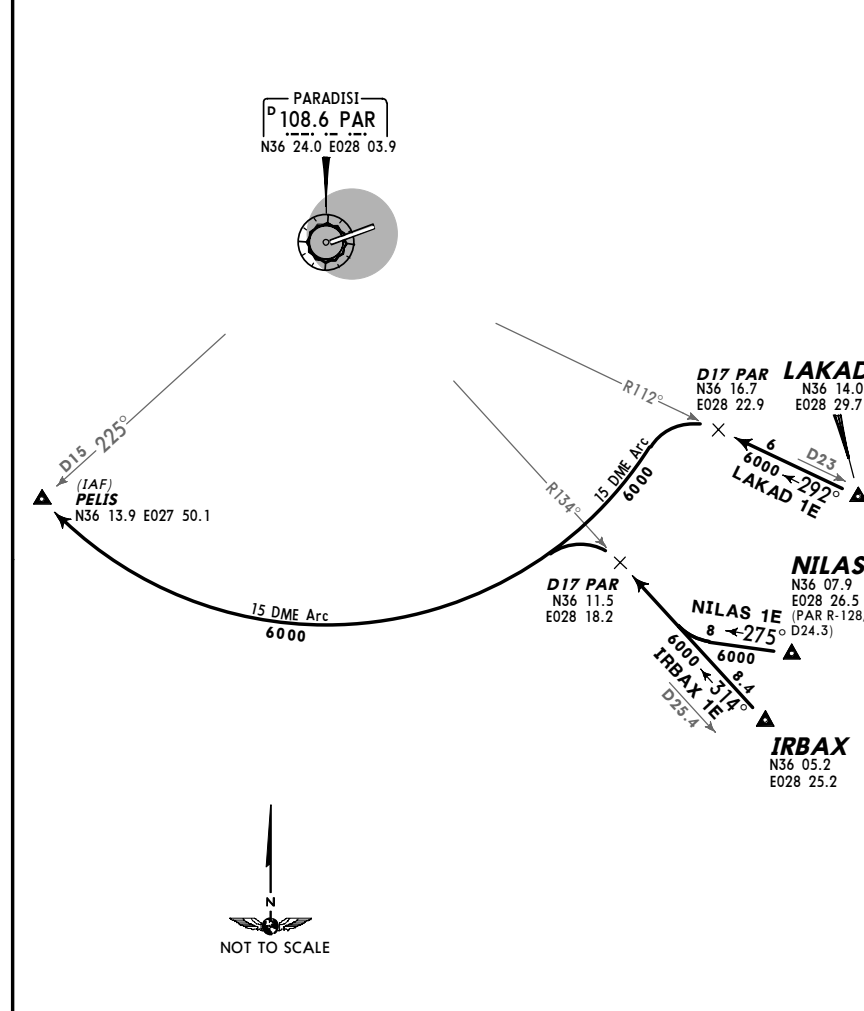 PARADISI
D 108.6 PAR
N36 24.0 E028 03.9
D15 225°
(IAF)
PELIS
N36 13.9 E027 50.1
R112°
D17 PAR
N36 16.7
E028 22.9
LAKAD
N36 14.0
E028 29.7
6
D23
6000 292°
LAKAD 1E
15 DME Arc
6000
R134°
D17 PAR
N36 11.5
E028 18.2
NILAS
N36 07.9
E028 26.5
(PAR R-128,
D24.3)
NILAS 1E
8 275°
6000
8.4
6000 314°
IRBAX 1E
D25.4
IRBAX
N36 05.2
E028 25.2
15 DME Arc
6000
N
NOT TO SCALE